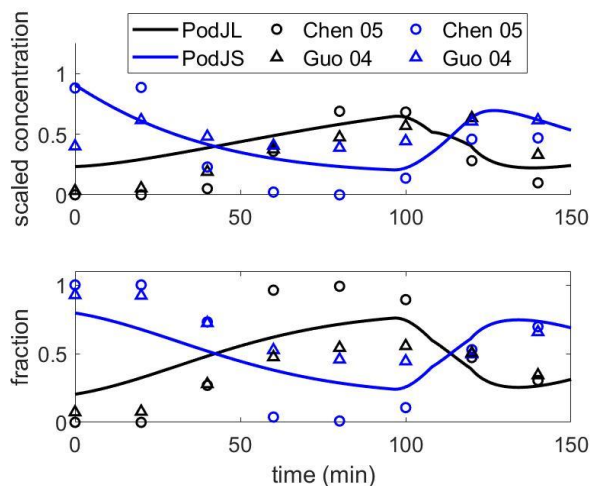 PodJL Chen 05 Chen 05
PodJS Guo 04 Guo 04
scaled concentration
1
0.5
0
0 50 100 150
fraction
1
0.5
0
0 50 100 150
time (min)